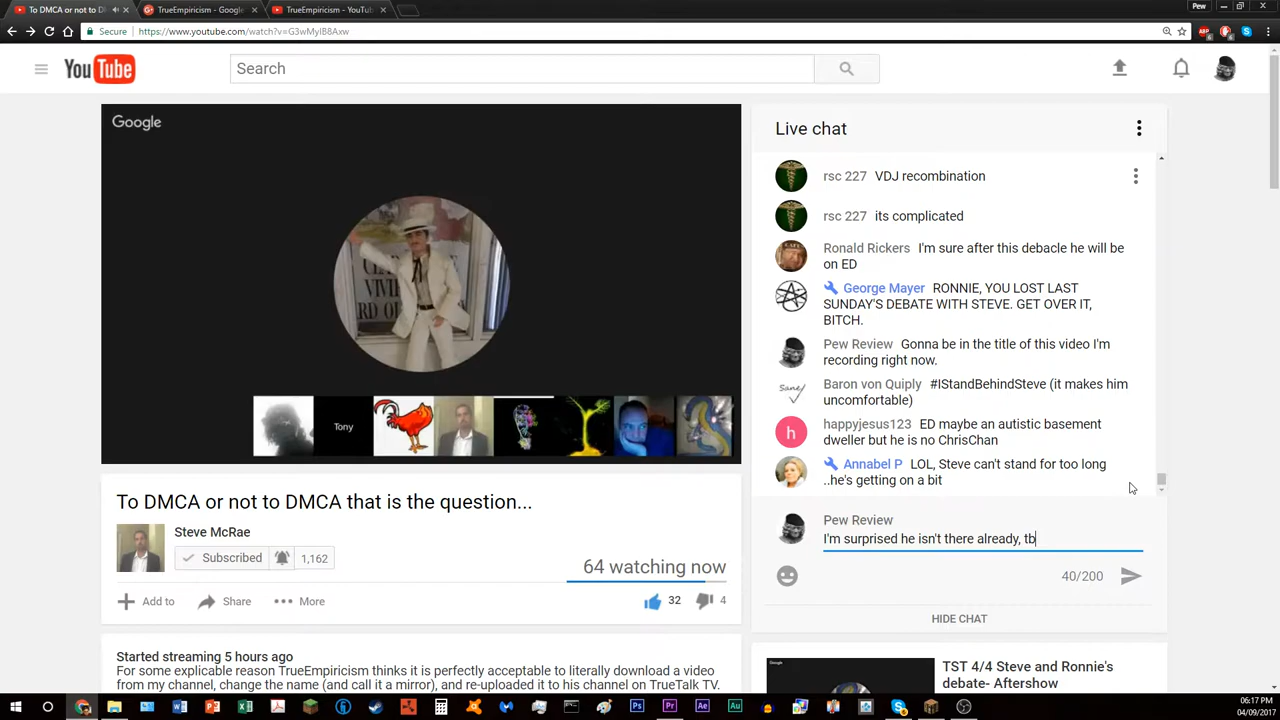 To DMCA or not to D
TrueEmpiricism - Google
TrueEmpiricism - YouTu
Pew
Secure
https://www.youtube.com/watch?v=G3wMyIB8Axw
YouTube
Search
Google
Tony
Live chat
rsc 227 VDJ recombination
rsc 227 its complicated
Ronald Rickers I'm sure after this debacle he will be
on ED
George Mayer RONNIE, YOU LOST LAST
SUNDAY'S DEBATE WITH STEVE. GET OVER IT,
BITCH.
Pew Review Gonna be in the title of this video I'm
recording right now.
Baron von Quiply #IStandBehindSteve (it makes him
uncomfortable)
happyjesus123 ED maybe an autistic basement
dweller but he is no ChrisChan
Annabel P LOL, Steve can't stand for too long
..he's getting on a bit
Pew Review
I'm surprised he isn't there already, tb
40/200
HIDE CHAT
To DMCA or not to DMCA that is the question...
Steve McRae
Subscribed 1,162
64 watching now
Add to Share More
32 4
Started streaming 5 hours ago
For some explicable reason TrueEmpiricism thinks it is perfectly acceptable to literally download a video
from my channel, change the name (and call it a mirror), and re-uploaded it to his channel on TrueTalk TV.
TST 4/4 Steve and Ronnie's
debate- Aftershow
06:17 PM
04/09/2017